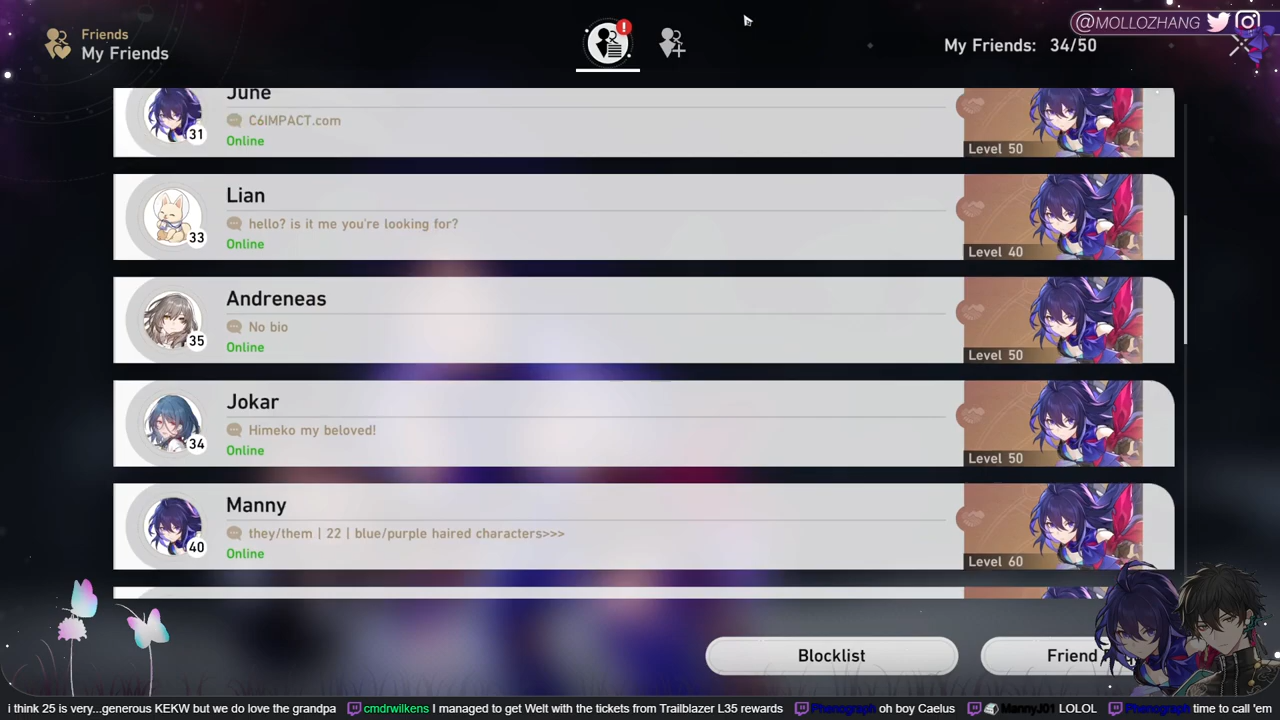 Friends
My Friends
@MOLLOZHANG
My Friends: 34/50
June
31
C6IMPACT.com
Online
Level 50
Lian
33
hello? is it me you're looking for?
Online
Level 40
Andreneas
35
No bio
Online
Level 50
Jokar
34
Himeko my beloved!
Online
Level 50
Manny
40
they/them | 22 | blue/purple haired characters>>>
Online
Level 60
Blocklist
Friend
i think 25 is very...generous KEKW but we do love the grandpa cmdrwilkens I managed to get Welt with the tickets from Trailblazer L35 rewards Phenograph oh boy Caelus MannyJ01 LOLOL Phenograph time to call 'em